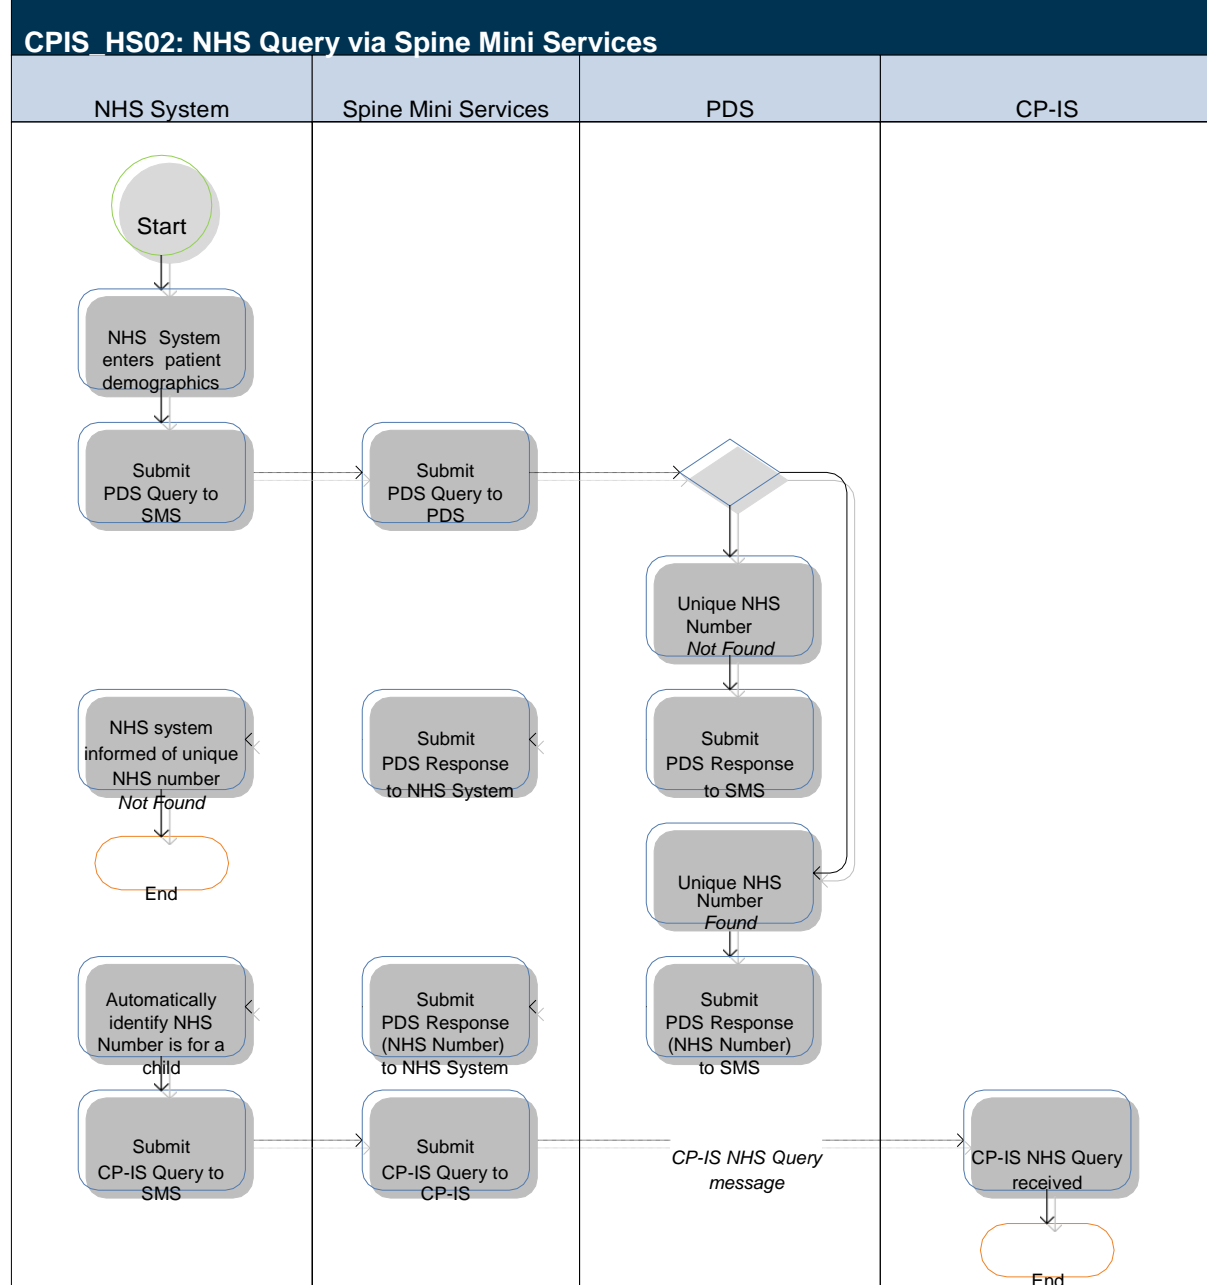 CPIS_HS02: NHS Query via Spine Mini Services
NHS System
Spine Mini Services
PDS
CP-IS
Start
NHS System
enters patient
demographics
Submit
PDS Query to
SMS
Submit
PDS Query to
PDS
Unique NHS
Number
Not Found
NHS system
informed of unique
NHS number
Not Found
Submit
PDS Response
to NHS System
Submit
PDS Response
to SMS
End
Unique NHS
Number
Found
Automatically
identify NHS
Number is for a
child
Submit
PDS Response
(NHS Number)
to NHS System
Submit
PDS Response
(NHS Number)
to SMS
Submit
CP-IS Query to
SMS
Submit
CP-IS Query to
CP-IS
CP-IS NHS Query
message
CP-IS NHS Query
received
End